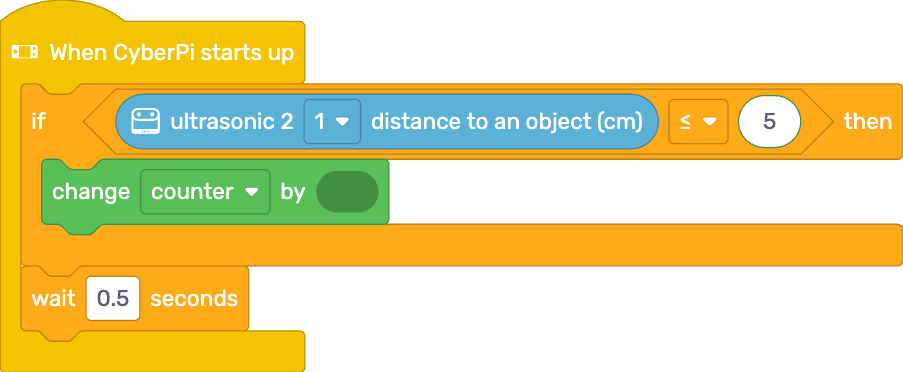 When CyberPi starts up
if ultrasonic 2 1 distance to an object (cm) ≤ 5 then
change counter by
wait 0.5 seconds